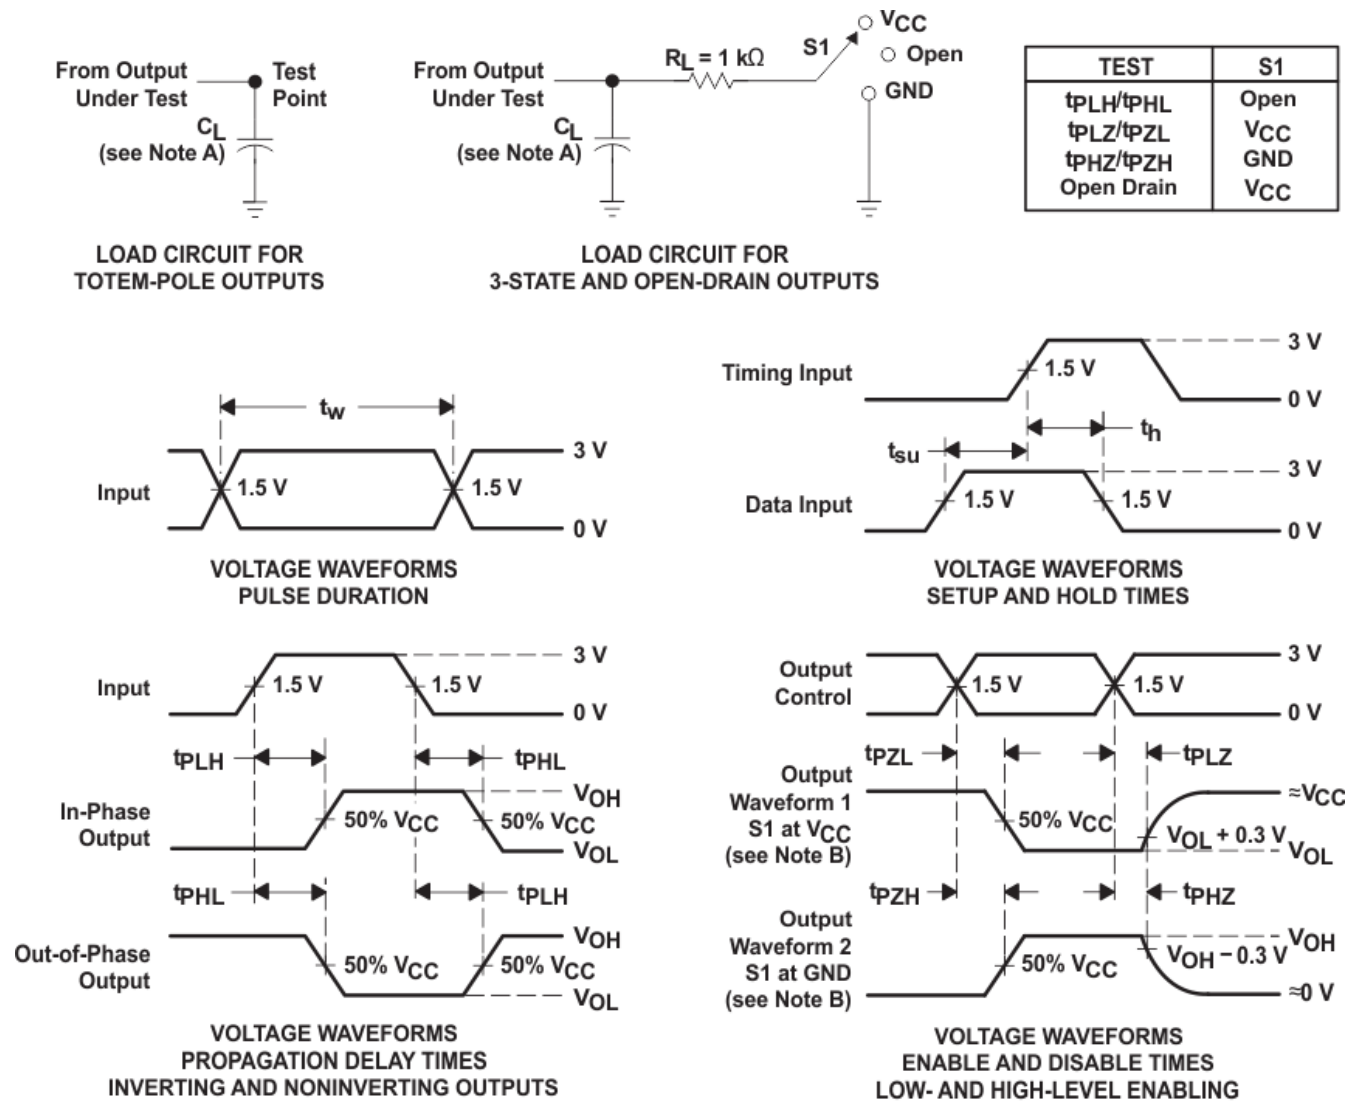 From Output
Under Test
Test
Point
CL
(see Note A)
LOAD CIRCUIT FOR
TOTEM-POLE OUTPUTS
From Output
Under Test
RL = 1 kΩ
S1
VCC
Open
GND
CL
(see Note A)
LOAD CIRCUIT FOR
3-STATE AND OPEN-DRAIN OUTPUTS
TEST S1
tPLH/tPHL Open
tPLZ/tPZL VCC
tPHZ/tPZH GND
Open Drain VCC
tw
Input
1.5 V
1.5 V
3 V
0 V
VOLTAGE WAVEFORMS
PULSE DURATION
Timing Input
1.5 V
3 V
0 V
tsu
th
Data Input
1.5 V
1.5 V
3 V
0 V
VOLTAGE WAVEFORMS
SETUP AND HOLD TIMES
Input
1.5 V
1.5 V
3 V
0 V
tPLH
tPHL
In-Phase
Output
50% VCC
50% VCC
VOH
VOL
tPHL
tPLH
Out-of-Phase
Output
50% VCC
50% VCC
VOH
VOL
VOLTAGE WAVEFORMS
PROPAGATION DELAY TIMES
INVERTING AND NONINVERTING OUTPUTS
Output
Control
1.5 V
1.5 V
3 V
0 V
tPZL
tPLZ
Output
Waveform 1
S1 at VCC
(see Note B)
50% VCC
VOL + 0.3 V
≈VCC
VOL
tPZH
tPHZ
Output
Waveform 2
S1 at GND
(see Note B)
50% VCC
VOH − 0.3 V
VOH
≈0 V
VOLTAGE WAVEFORMS
ENABLE AND DISABLE TIMES
LOW- AND HIGH-LEVEL ENABLING